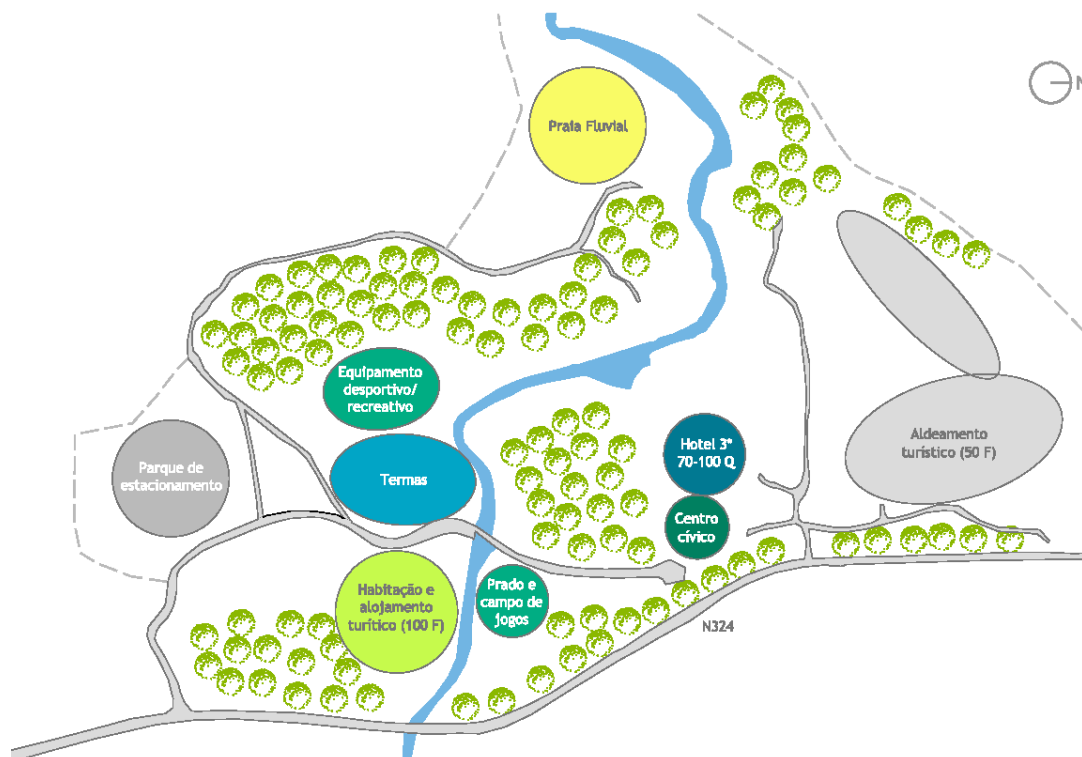 N
Praia Fluvial
Equipamento
desportivo/
recreativo
Hotel 3*
70-100 Q
Aldeamento
turístico (50 F)
Parque de
estacionamento
Termas
Centro
cívico
Habitação e
alojamento
turítico (100 F)
Prado e
campo de
jogos
N324